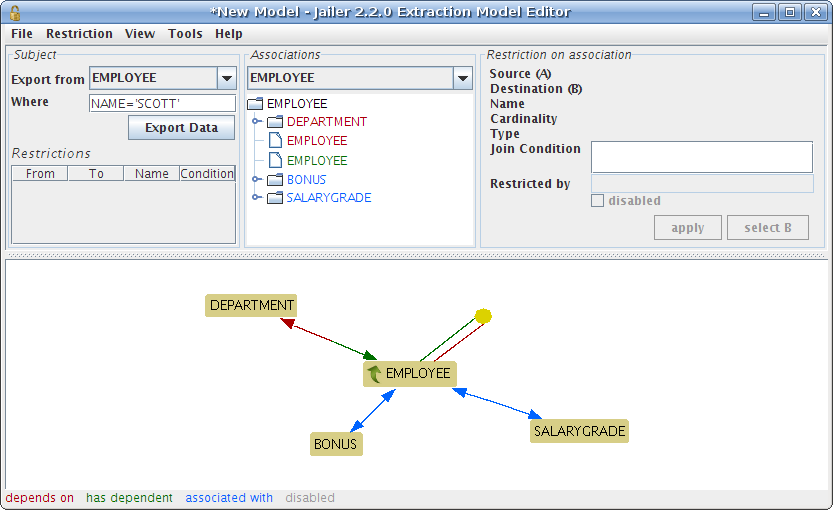 *New Model - Jailer 2.2.0 Extraction Model Editor
File Restriction View Tools Help
Subject
Export from EMPLOYEE
Where NAME='SCOTT'
Export Data
Restrictions
From To Name Condition
Associations
EMPLOYEE
EMPLOYEE
DEPARTMENT
EMPLOYEE
EMPLOYEE
BONUS
SALARYGRADE
Restriction on association
Source (A)
Destination (B)
Name
Cardinality
Type
Join Condition
Restricted by
disabled
apply select B
DEPARTMENT
EMPLOYEE
BONUS
SALARYGRADE
depends on has dependent associated with disabled